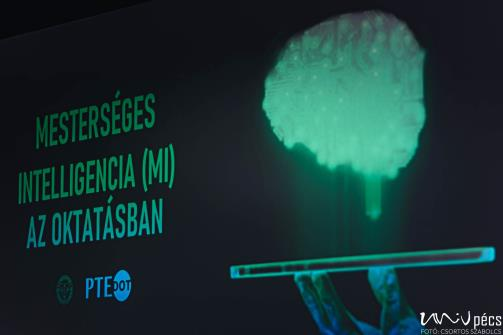 MESTERSÉGES
INTELLIGENCIA (MI)
AZ OKTATÁSBAN
PTE DOT
UNIV pécs
FOTÓ: CSORTOS SZABOLCS